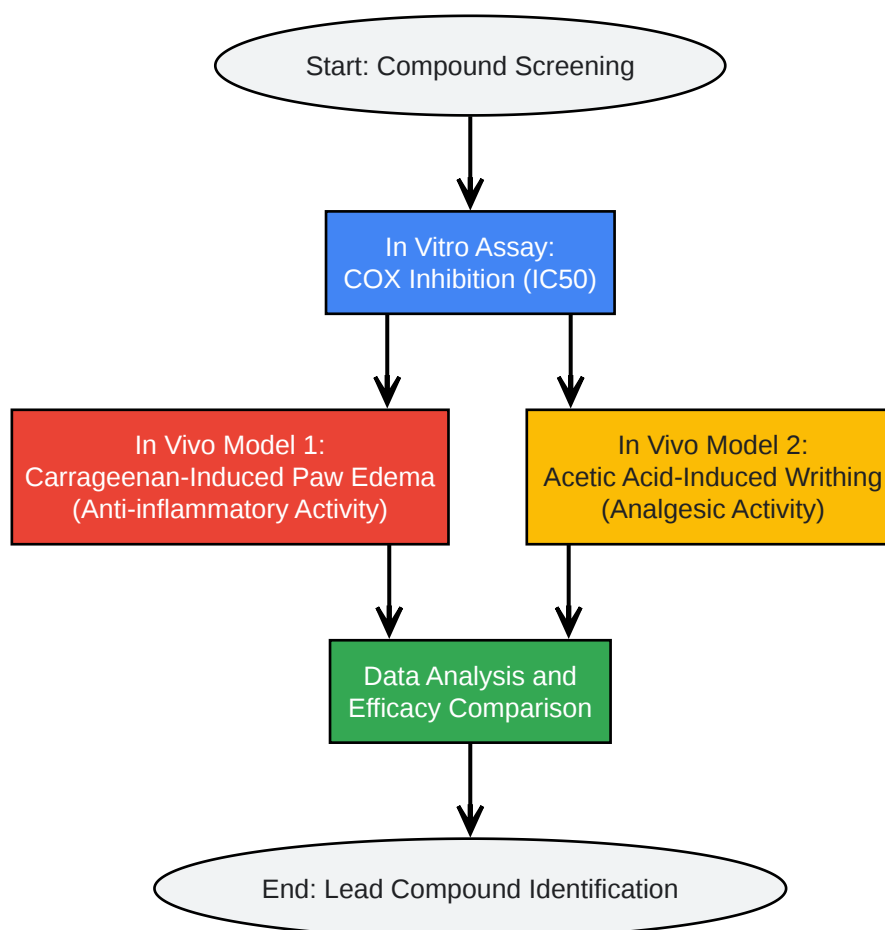 Start: Compound Screening
In Vitro Assay:
COX Inhibition (IC50)
In Vivo Model 1:
Carrageenan-Induced Paw Edema
(Anti-inflammatory Activity)
In Vivo Model 2:
Acetic Acid-Induced Writhing
(Analgesic Activity)
Data Analysis and
Efficacy Comparison
End: Lead Compound Identification